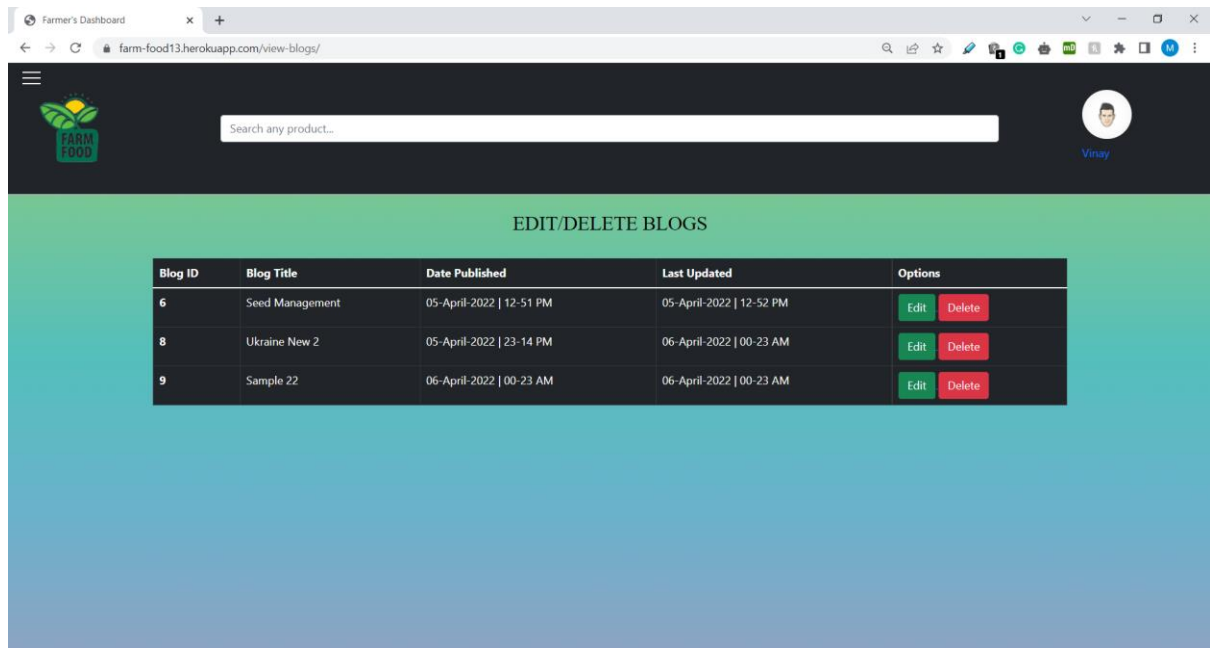 Farmer's Dashboard
farm-food13.herokuapp.com/view-blogs/
1 mD M
FARM
FOOD
Search any product...
Vinay
EDIT/DELETE BLOGS
Blog ID Blog Title Date Published Last Updated Options
6 Seed Management 05-April-2022 | 12-51 PM 05-April-2022 | 12-52 PM Edit Delete
8 Ukraine New 2 05-April-2022 | 23-14 PM 06-April-2022 | 00-23 AM Edit Delete
9 Sample 22 06-April-2022 | 00-23 AM 06-April-2022 | 00-23 AM Edit Delete